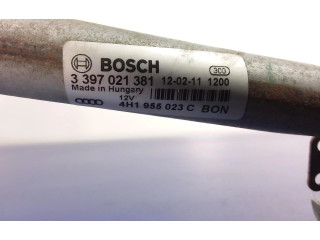 BOSCH
3 397 021 381 12-02-11 1200
Made in Hungary
12V
4H1 955 023 C BON